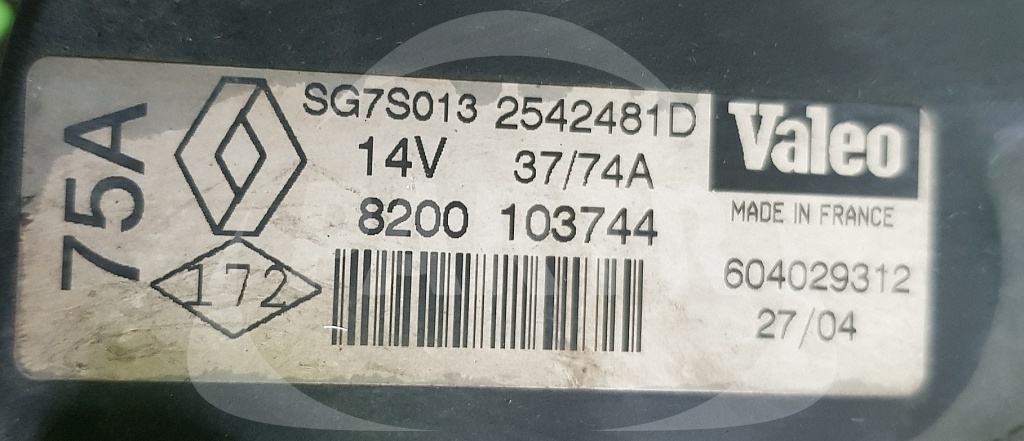 75A
SG7S013 2542481D
14V 37/74A
8200 103744
172
Valeo
MADE IN FRANCE
604029312
27/04